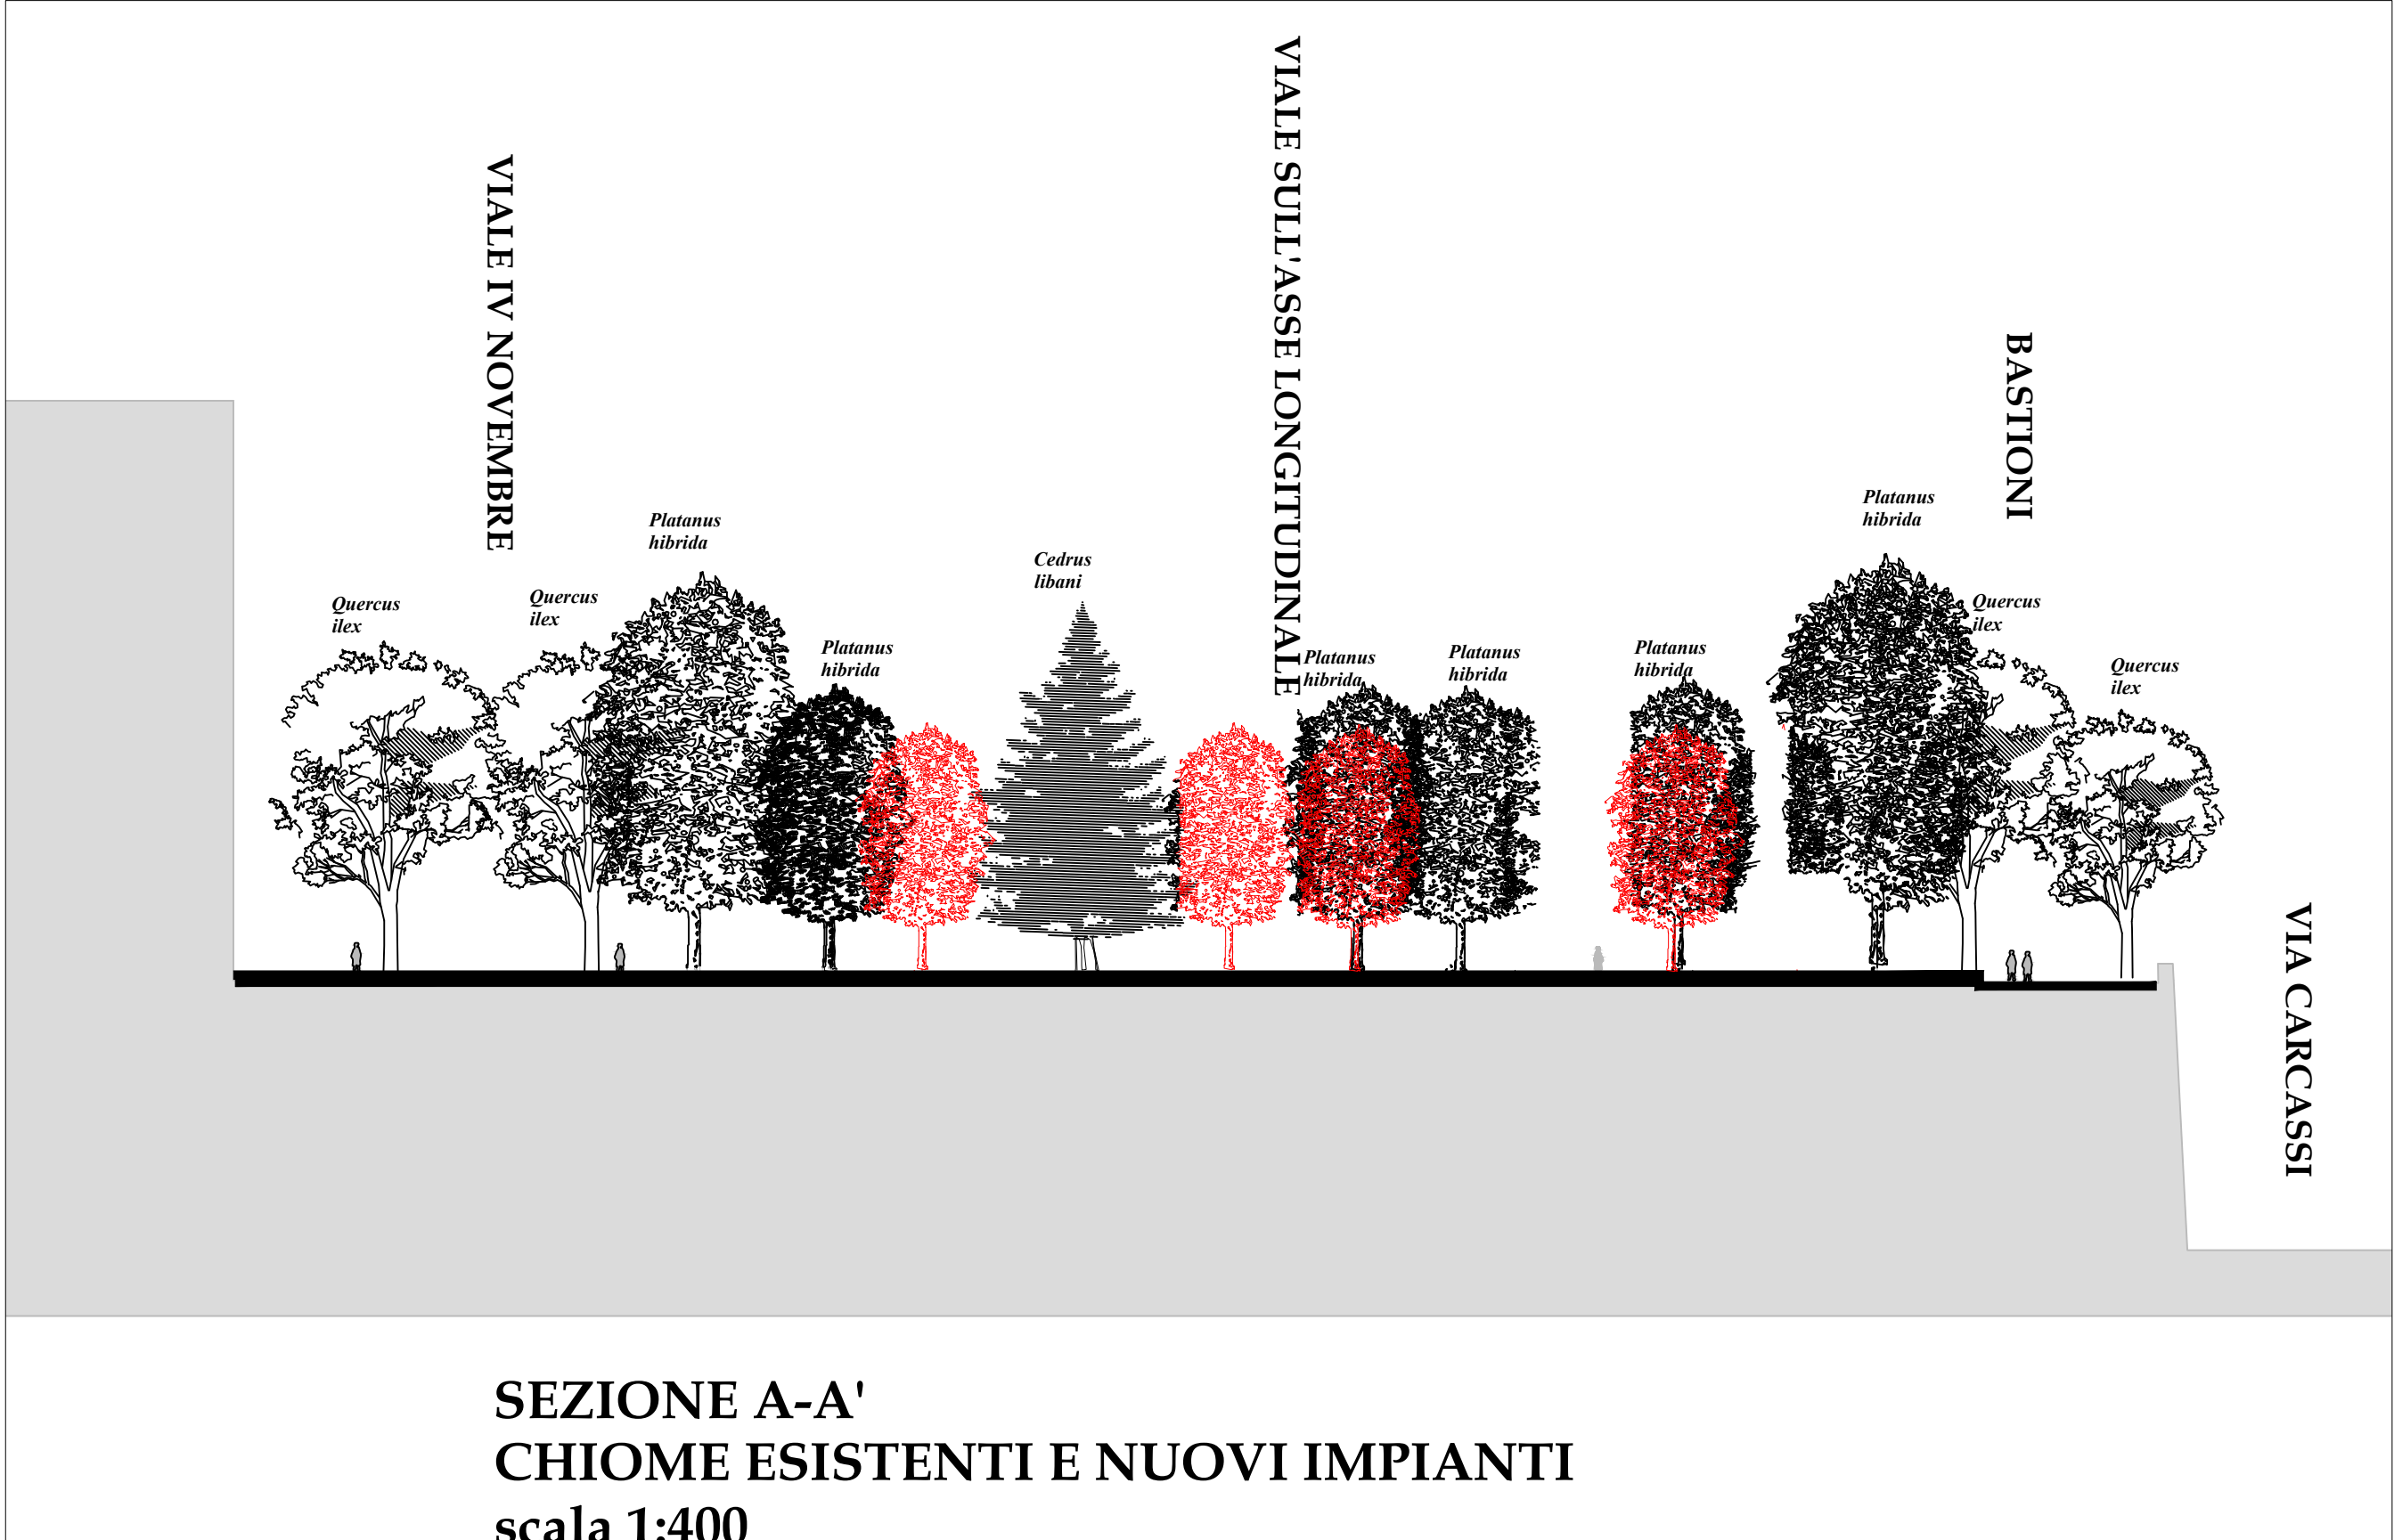 VIALE IV NOVEMBRE
VIALE SULL'ASSE LONGITUDINALE
BASTIONI
VIA CARCASSI
Quercus
ilex
Quercus
ilex
Platanus
hibrida
Platanus
hibrida
Cedrus
libani
Platanus
hibrida
Platanus
hibrida
Platanus
hibrida
Platanus
hibrida
Quercus
ilex
Quercus
ilex
SEZIONE A-A'
CHIOME ESISTENTI E NUOVI IMPIANTI
scala 1:400